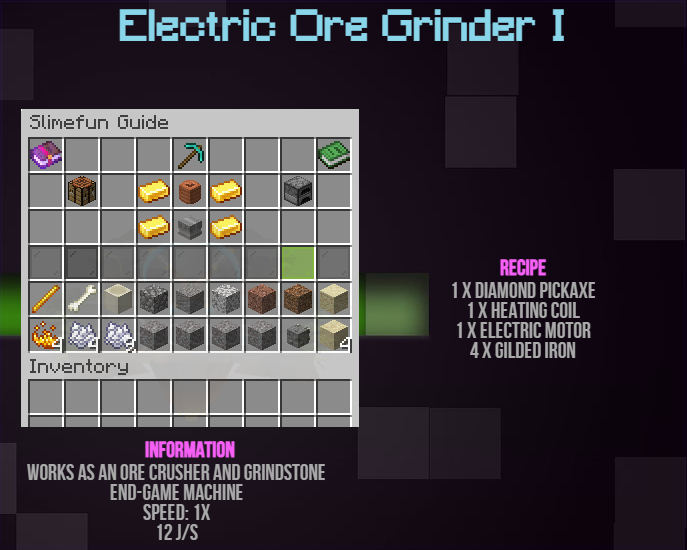 Electric Ore Grinder I
Slimefun Guide
4
4
9
4
Inventory
RECIPE
1 X DIAMOND PICKAXE
1 X HEATING COIL
1 X ELECTRIC MOTOR
4 X GILDED IRON
INFORMATION
WORKS AS AN ORE CRUSHER AND GRINDSTONE
END-GAME MACHINE
SPEED: 1X
12 J/S